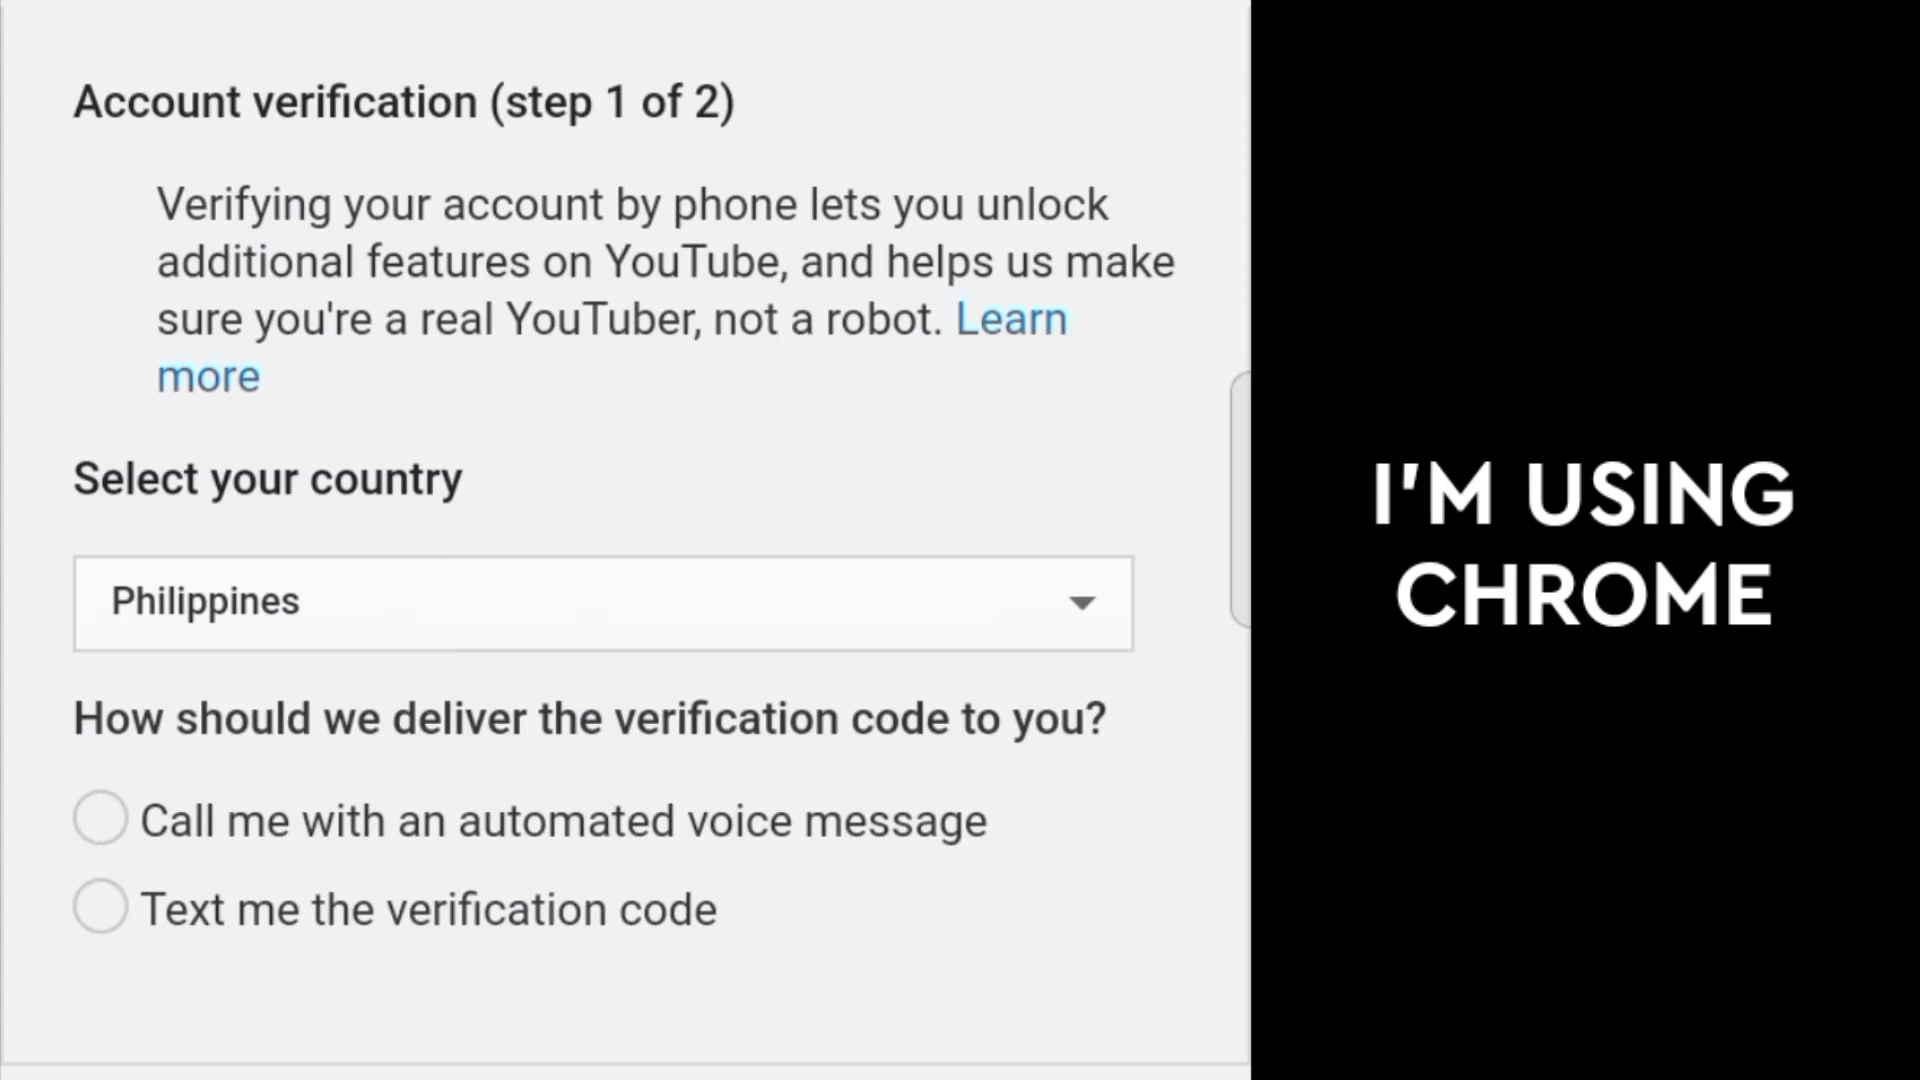 Account verification (step 1 of 2)
Verifying your account by phone lets you unlock
additional features on YouTube, and helps us make
sure you're a real YouTuber, not a robot. Learn
more
Select your country
Philippines
How should we deliver the verification code to you?
Call me with an automated voice message
Text me the verification code
I'M USING
CHROME